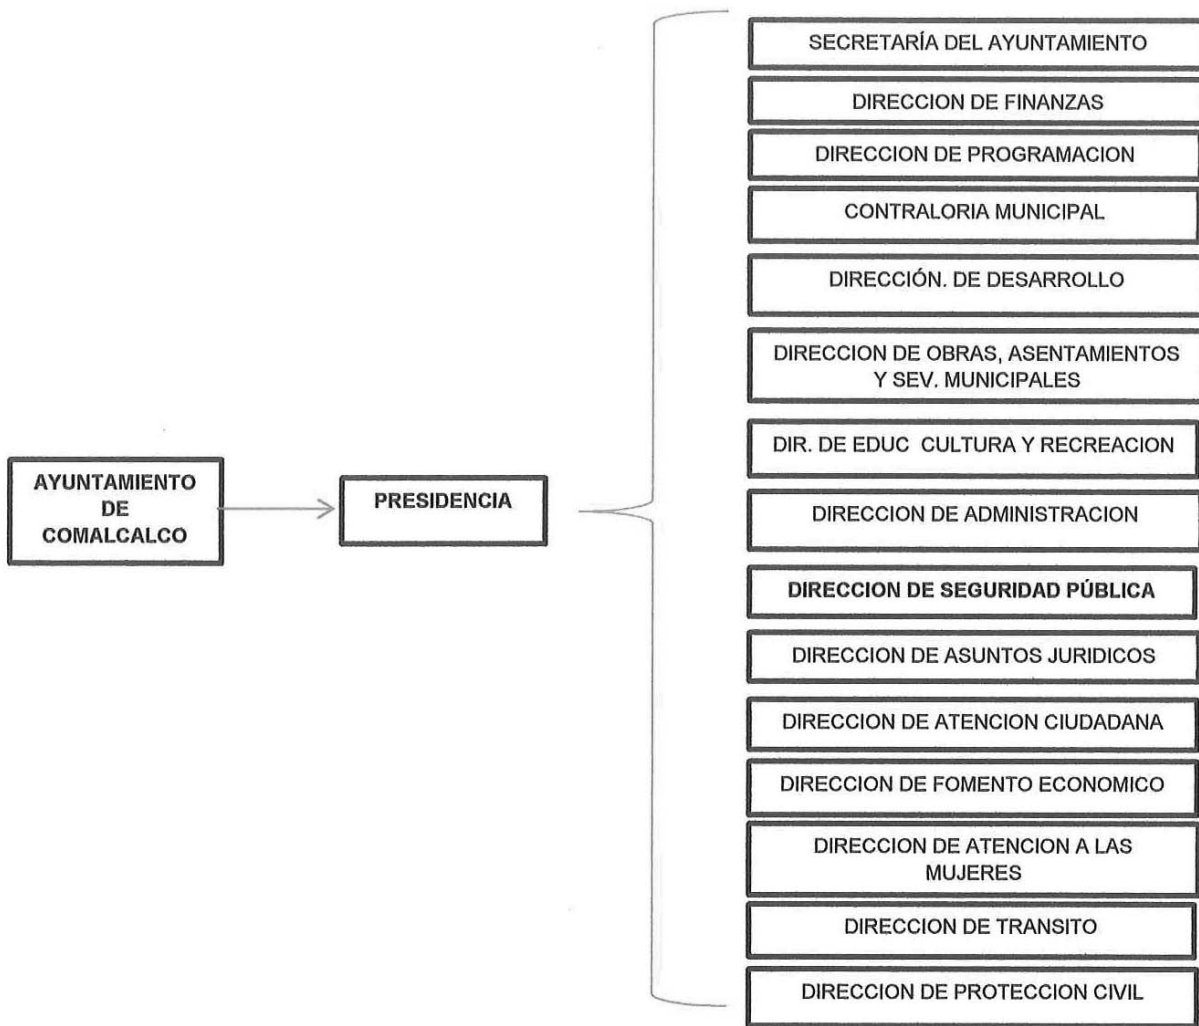 AYUNTAMIENTO
DE
COMALCALCO
PRESIDENCIA
SECRETARÍA DEL AYUNTAMIENTO
DIRECCION DE FINANZAS
DIRECCION DE PROGRAMACION
CONTRALORIA MUNICIPAL
DIRECCIÓN. DE DESARROLLO
DIRECCION DE OBRAS, ASENTAMIENTOS
Y SEV. MUNICIPALES
DIR. DE EDUC CULTURA Y RECREACION
DIRECCION DE ADMINISTRACION
DIRECCION DE SEGURIDAD PÚBLICA
DIRECCION DE ASUNTOS JURIDICOS
DIRECCION DE ATENCION CIUDADANA
DIRECCION DE FOMENTO ECONOMICO
DIRECCION DE ATENCION A LAS
MUJERES
DIRECCION DE TRANSITO
DIRECCION DE PROTECCION CIVIL